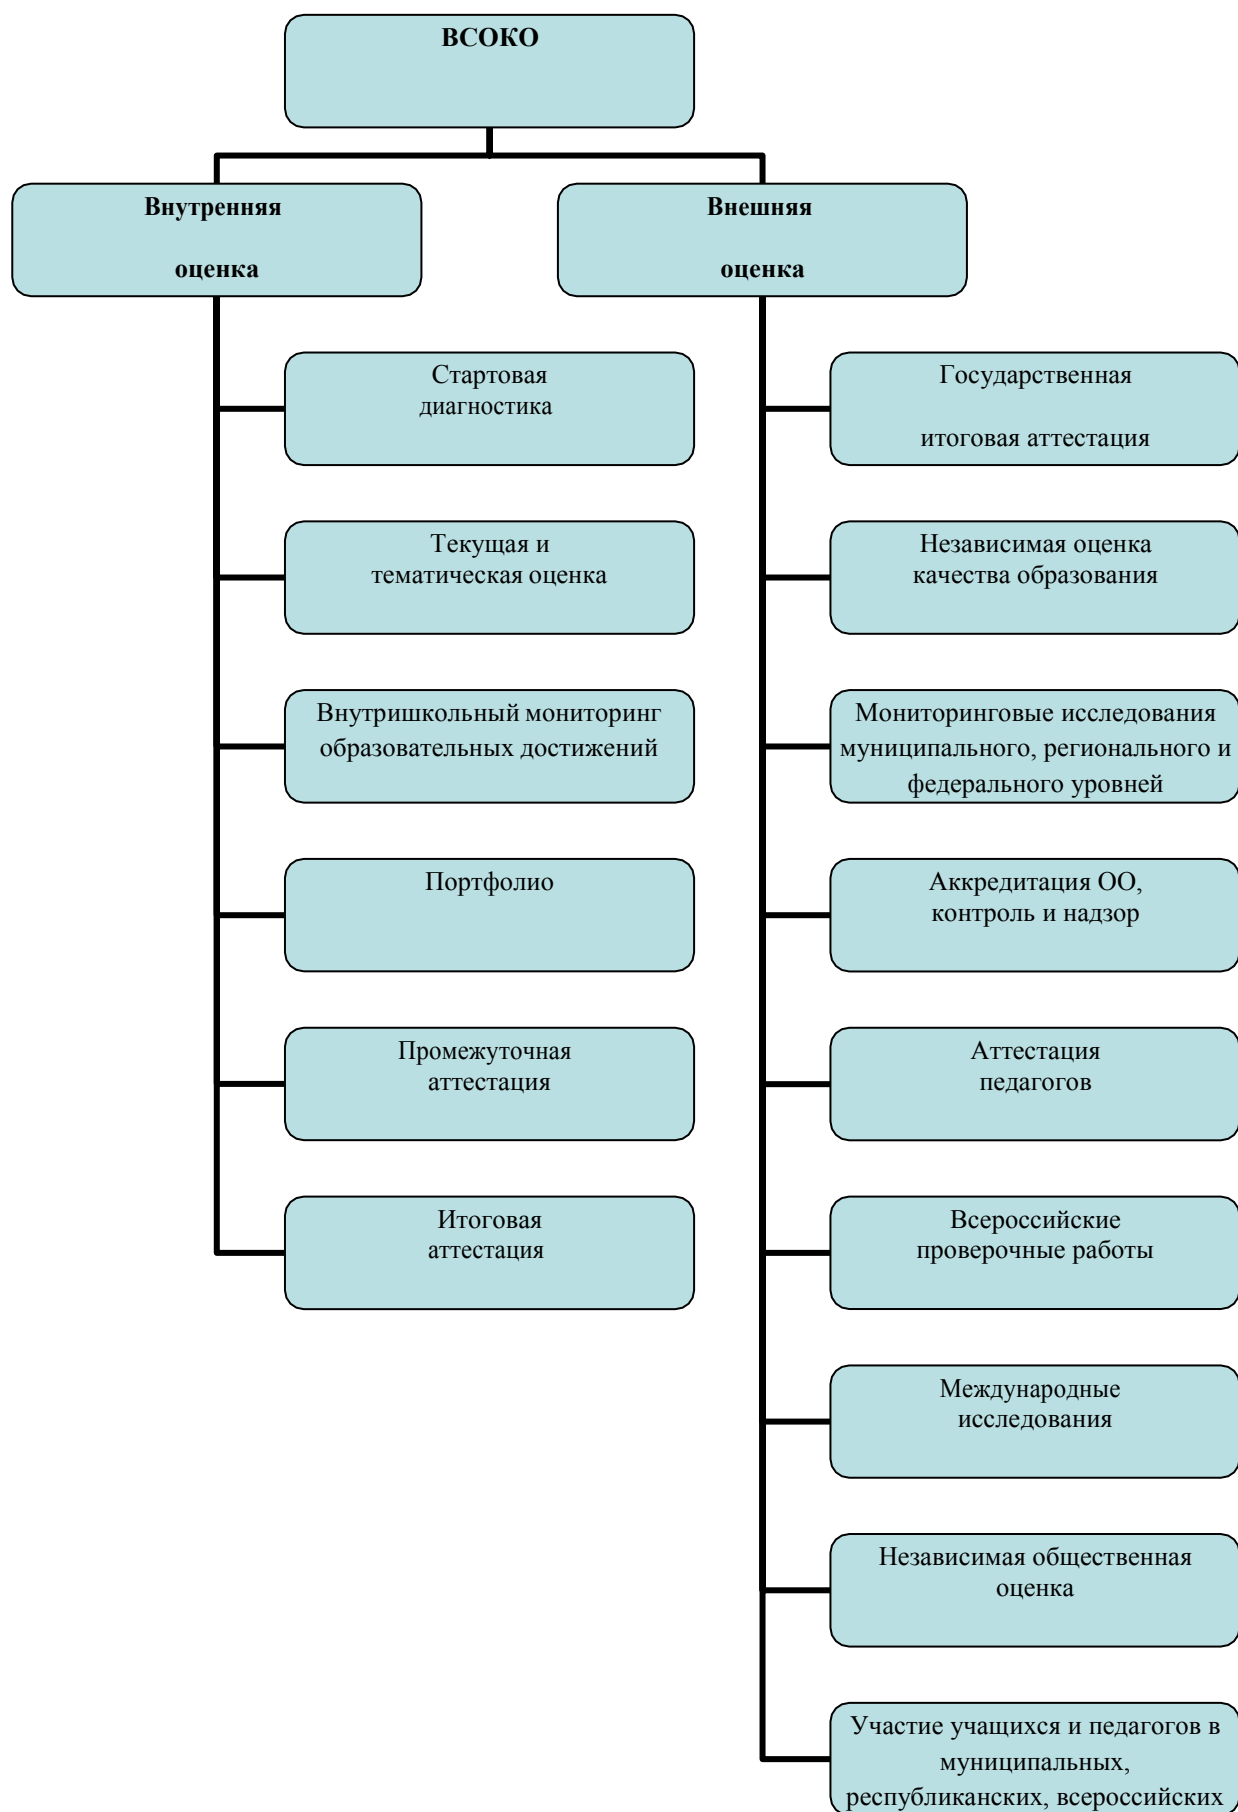 ВСОКО
Внутренняя
оценка
Внешняя
оценка
Стартовая
диагностика
Текущая и
тематическая оценка
Внутришкольный мониторинг
образовательных достижений
Портфолио
Промежуточная
аттестация
Итоговая
аттестация
Государственная
итоговая аттестация
Независимая оценка
качества образования
Мониторинговые исследования
муниципального, регионального и
федерального уровней
Аккредитация ОО,
контроль и надзор
Аттестация
педагогов
Всероссийские
проверочные работы
Международные
исследования
Независимая общественная
оценка
Участие учащихся и педагогов в
муниципальных,
республиканских, всероссийских